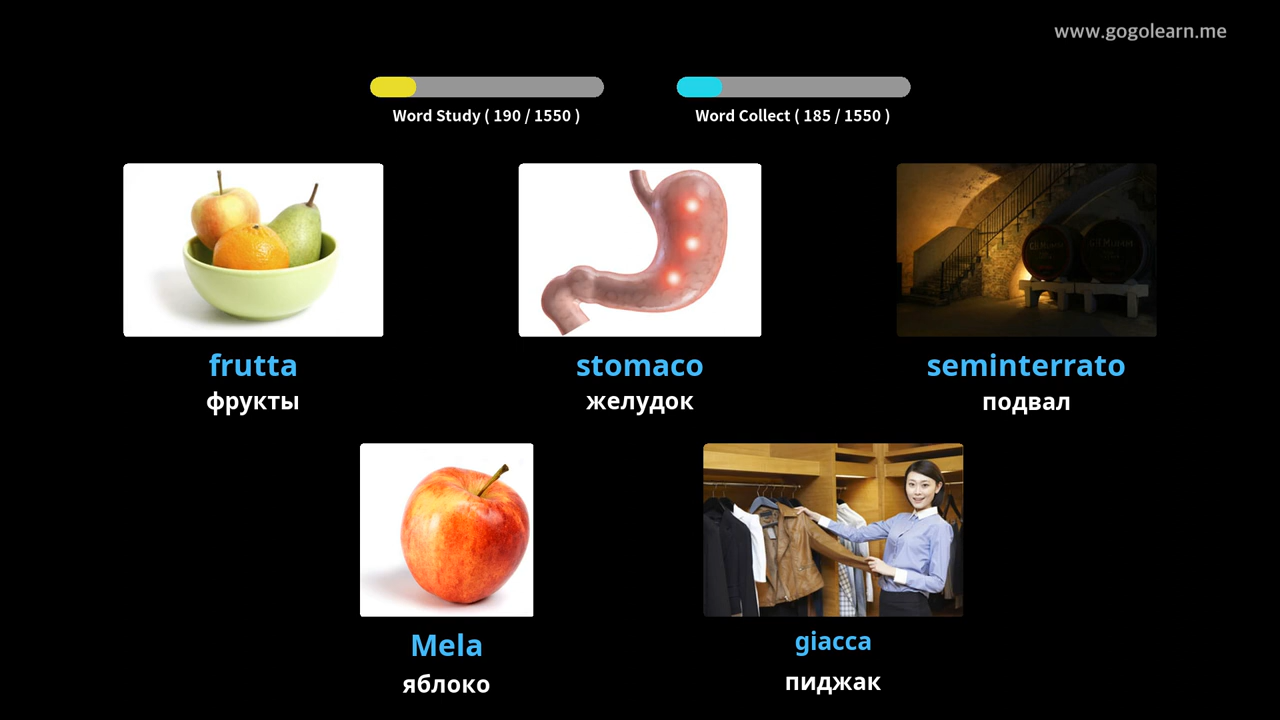 www.gogolearn.me
Word Study ( 190 / 1550 )
Word Collect ( 185 / 1550 )
frutta
фрукты
stomaco
желудок
seminterrato
подвал
Mela
яблоко
giacca
пиджак